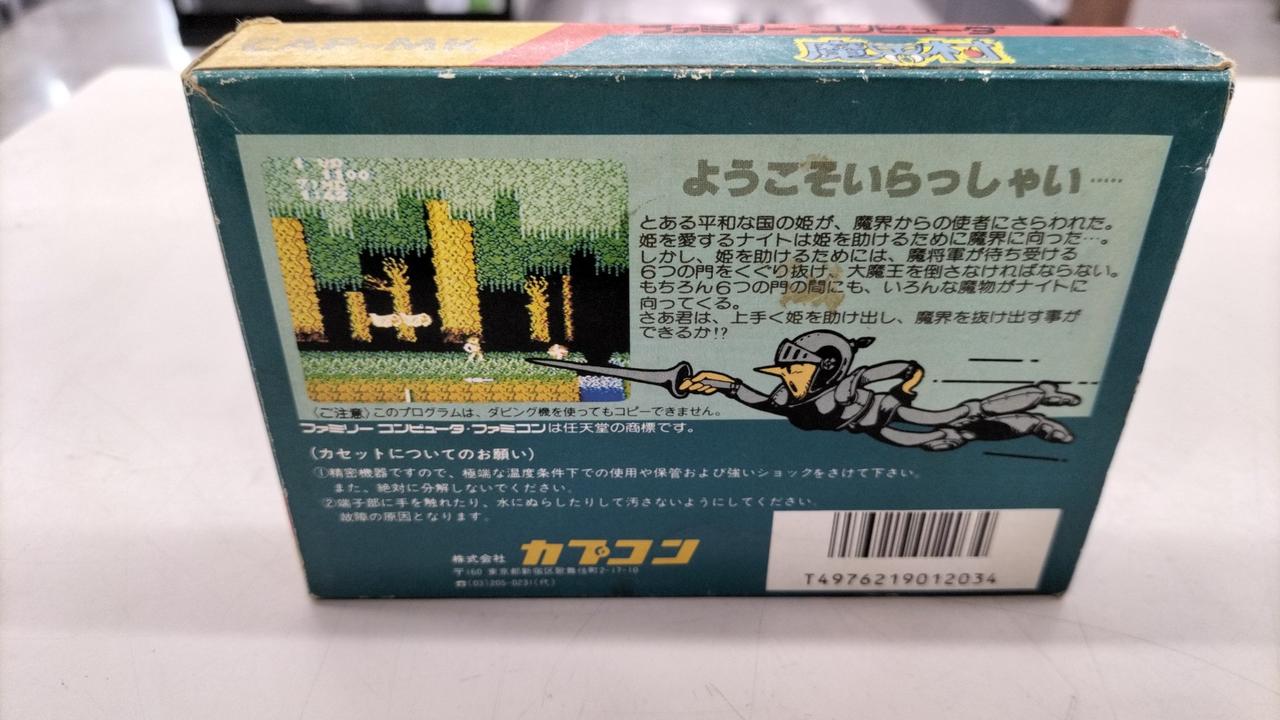 CAP-MK
ファミリー コンピュータ
魔界村
ようこそいらっしゃい……
とある平和な国の姫が、魔界からの使者にさらわれた。
姫を愛するナイトは姫を助けるために魔界に向った…。
しかし、姫を助けるためには、魔将軍が待ち受ける
6つの門をくぐり抜け、大魔王を倒さなければならない。
もちろん6つの門の間にも、いろんな魔物がナイトに
向ってくる。
さあ君は、上手く姫を助け出し、魔界を抜け出す事が
できるか!?
〈ご注意〉このプログラムは、ダビング機を使ってもコピーできません。
ファミリー コンピュータ・ファミコンは任天堂の商標です。
(カセットについてのお願い)
①精密機器ですので、極端な温度条件下での使用や保管および強いショックをさけて下さい。
また、絶対に分解しないでください。
②端子部に手を触れたり、水にぬらしたりして汚さないようにしてください。
故障の原因となります。
株式会社 カプコン
〒160 東京都新宿区歌舞伎町2-17-10
☎(03)205-0231(代)
T4976219012034